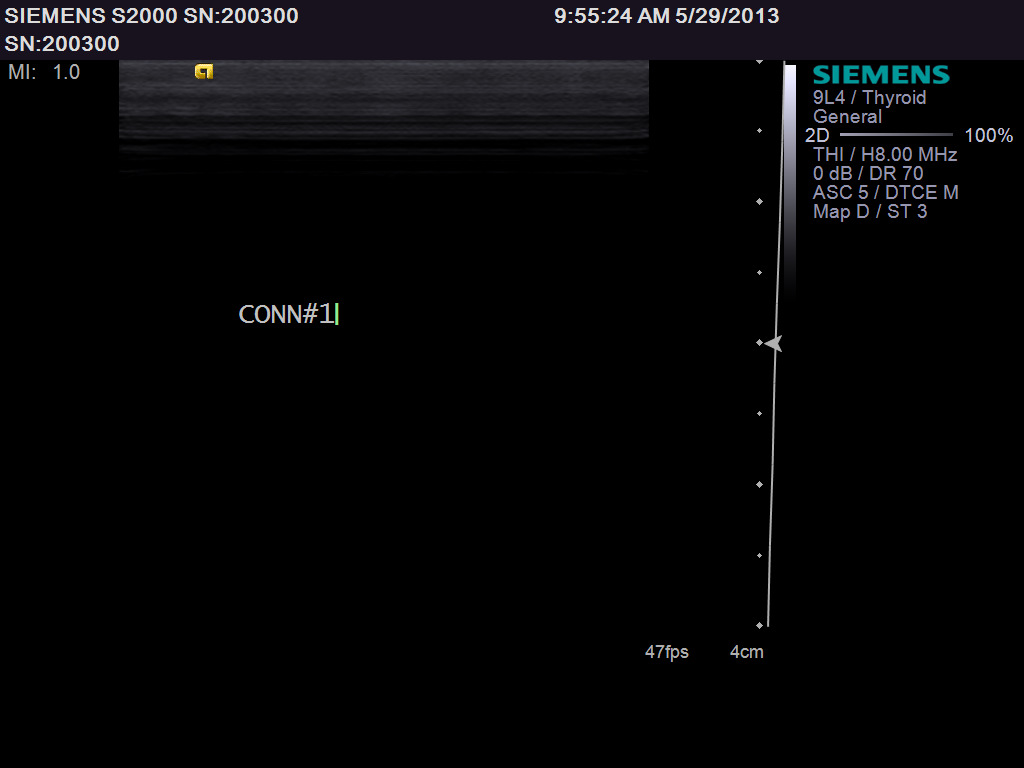 SIEMENS S2000 SN:200300 9:55:24 AM 5/29/2013
SN:200300
MI: 1.0
SIEMENS
9L4 / Thyroid
General
2D 100%
THI / H8.00 MHz
0 dB / DR 70
ASC 5 / DTCE M
Map D / ST 3
CONN#1
47fps 4cm